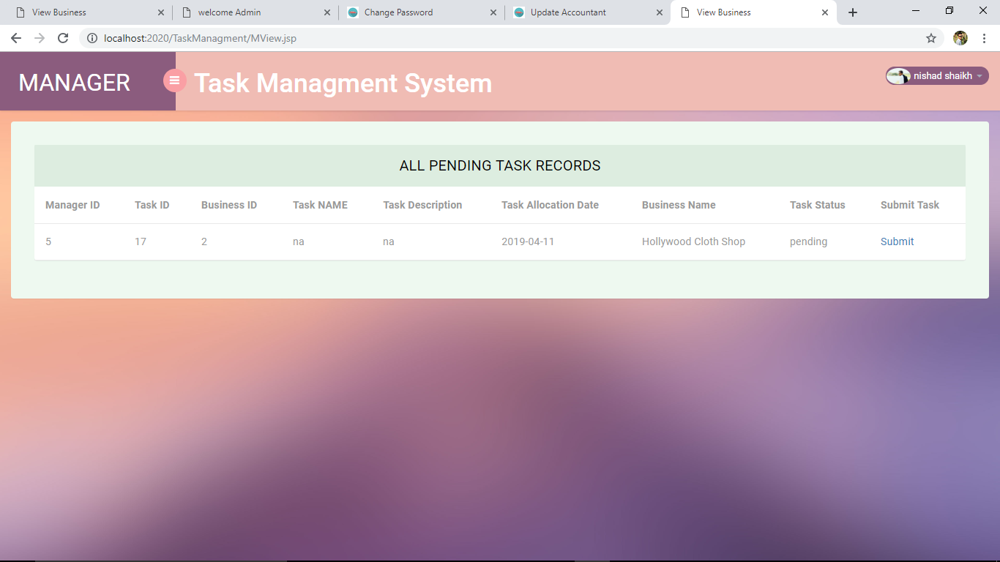 View Business welcome Admin Change Password Update Accountant View Business
localhost:2020/TaskManagment/MView.jsp
MANAGER Task Managment System nishad shaikh
ALL PENDING TASK RECORDS
Manager ID Task ID Business ID Task NAME Task Description Task Allocation Date Business Name Task Status Submit Task
5 17 2 na na 2019-04-11 Hollywood Cloth Shop pending Submit